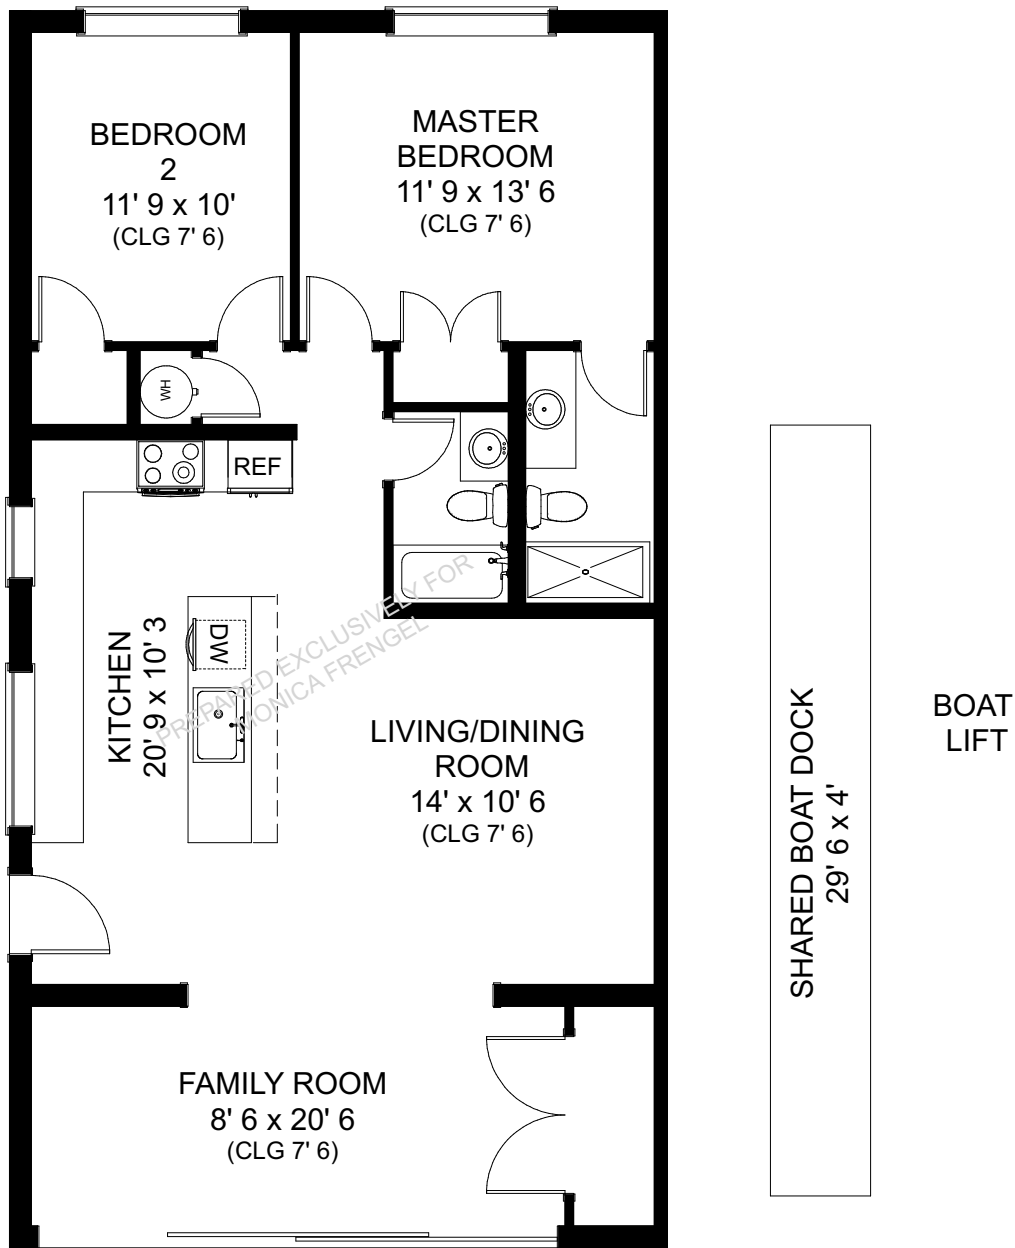 BEDROOM
2
11' 9 x 10'
(CLG 7' 6)
MASTER
BEDROOM
11' 9 x 13' 6
(CLG 7' 6)
WH
REF
DW
KITCHEN
20' 9 x 10' 3
PREPARED EXCLUSIVELY FOR
MONICA FRENGEL
LIVING/DINING
ROOM
14' x 10' 6
(CLG 7' 6)
FAMILY ROOM
8' 6 x 20' 6
(CLG 7' 6)
SHARED BOAT DOCK
29' 6 x 4'
BOAT
LIFT